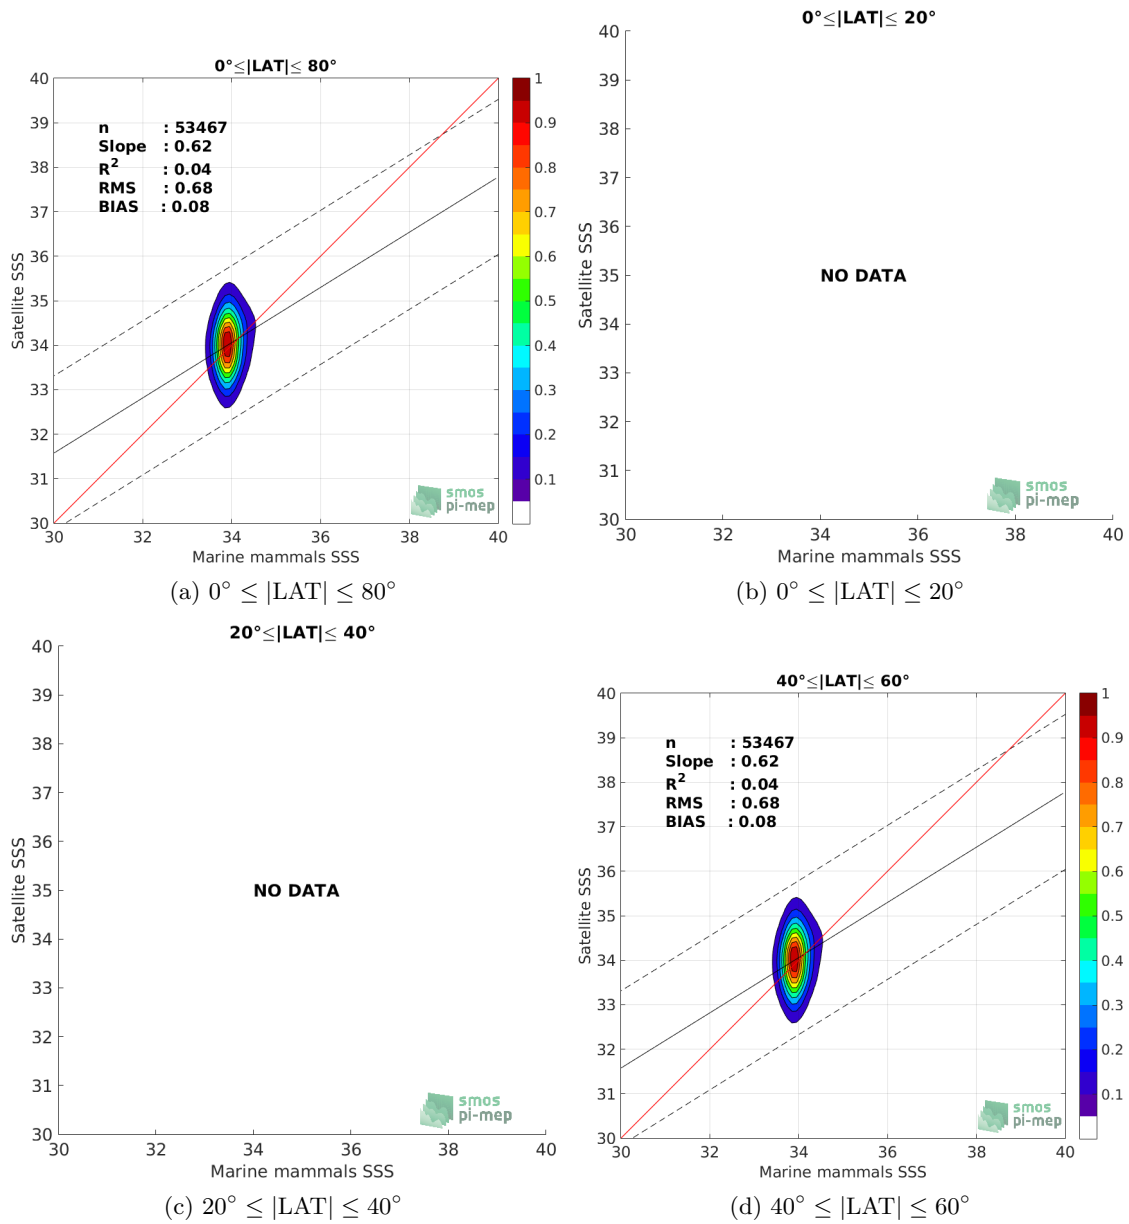 0°≤|LAT|≤ 80°
n : 53467
Slope : 0.62
R² : 0.04
RMS : 0.68
BIAS : 0.08
40
39
38
37
36
35
34
33
32
31
30
Satellite SSS
30 32 34 36 38 40
Marine mammals SSS
1
0.9
0.8
0.7
0.6
0.5
0.4
0.3
0.2
0.1
smos
pi-mep
(a) 0° ≤ |LAT| ≤ 80°
0°≤|LAT|≤ 20°
40
39
38
37
36
35
34
33
32
31
30
Satellite SSS
NO DATA
30 32 34 36 38 40
Marine mammals SSS
smos
pi-mep
(b) 0° ≤ |LAT| ≤ 20°
20°≤|LAT|≤ 40°
40
39
38
37
36
35
34
33
32
31
30
Satellite SSS
NO DATA
30 32 34 36 38 40
Marine mammals SSS
smos
pi-mep
(c) 20° ≤ |LAT| ≤ 40°
40°≤|LAT|≤ 60°
n : 53467
Slope : 0.62
R² : 0.04
RMS : 0.68
BIAS : 0.08
40
39
38
37
36
35
34
33
32
31
30
Satellite SSS
30 32 34 36 38 40
Marine mammals SSS
1
0.9
0.8
0.7
0.6
0.5
0.4
0.3
0.2
0.1
smos
pi-mep
(d) 40° ≤ |LAT| ≤ 60°